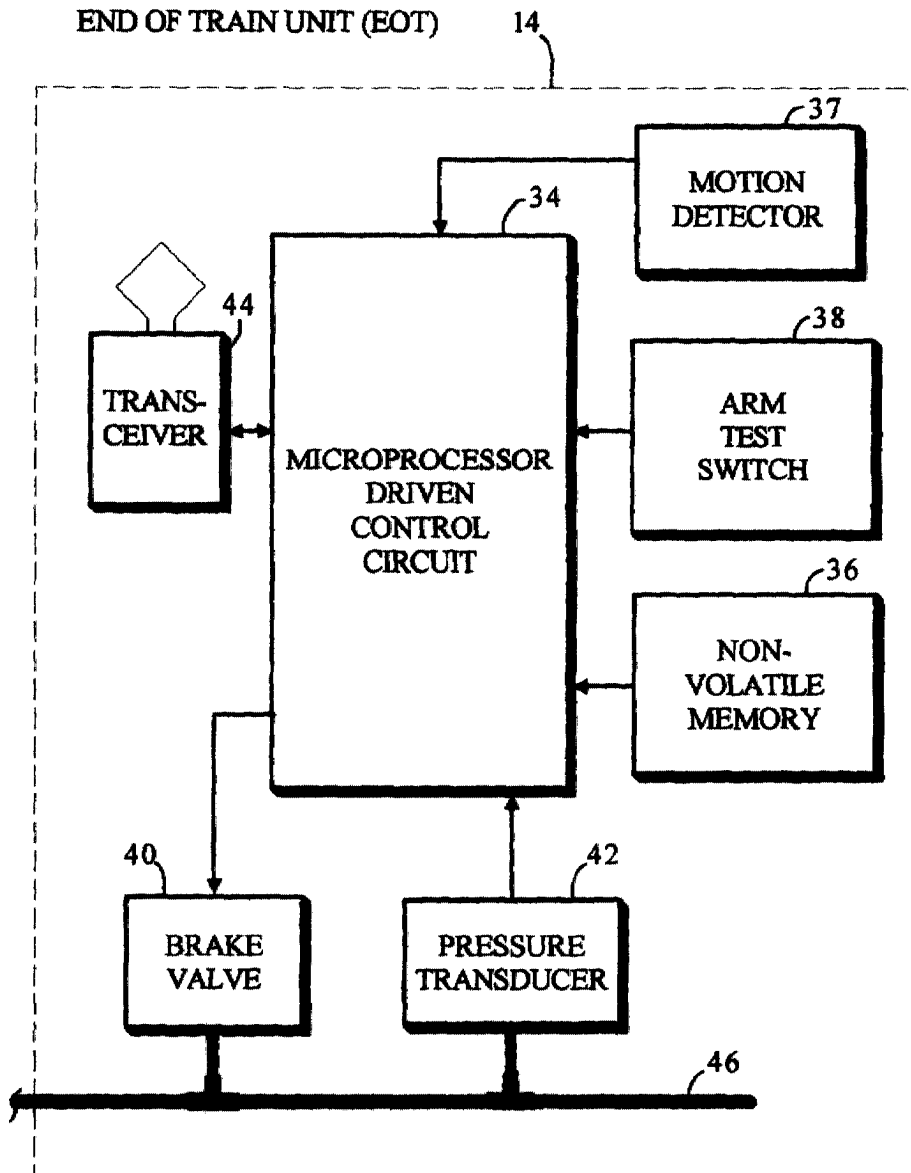 END OF TRAIN UNIT (EOT)
14
37
MOTION
DETECTOR
34
44
TRANS-
CEIVER
38
ARM
TEST
SWITCH
MICROPROCESSOR
DRIVEN
CONTROL
CIRCUIT
36
NON-
VOLATILE
MEMORY
40
BRAKE
VALVE
42
PRESSURE
TRANSDUCER
46